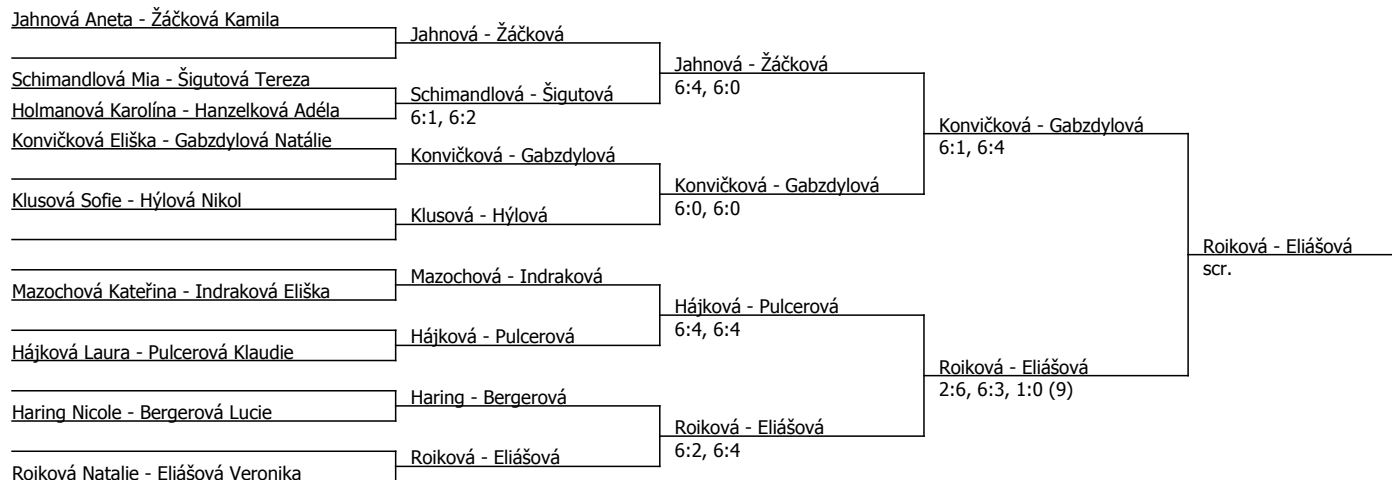 Jahnová Aneta - Žáčková Kamila
Jahnová - Žáčková
Schimandlová Mia - Šigutová Tereza
Jahnová - Žáčková
6:4, 6:0
Holmanová Karolína - Hanzelková Adéla
Schimandlová - Šigutová
6:1, 6:2
Konvičková Eliška - Gabzdylová Natálie
Konvičková - Gabzdylová
6:1, 6:4
Konvičková - Gabzdylová
Klusová Sofie - Hýlová Nikol
Konvičková - Gabzdylová
6:0, 6:0
Klusová - Hýlová
Roiková - Eliášová
scr.
Mazochová - Indraková
Mazochová Kateřina - Indraková Eliška
Hájková - Pulcerová
6:4, 6:4
Hájková - Pulcerová
Hájková Laura - Pulcerová Klaudie
Roiková - Eliášová
2:6, 6:3, 1:0 (9)
Haring - Bergerová
Haring Nicole - Bergerová Lucie
Roiková - Eliášová
6:2, 6:4
Roiková - Eliášová
Roiková Natalie - Eliášová Veronika